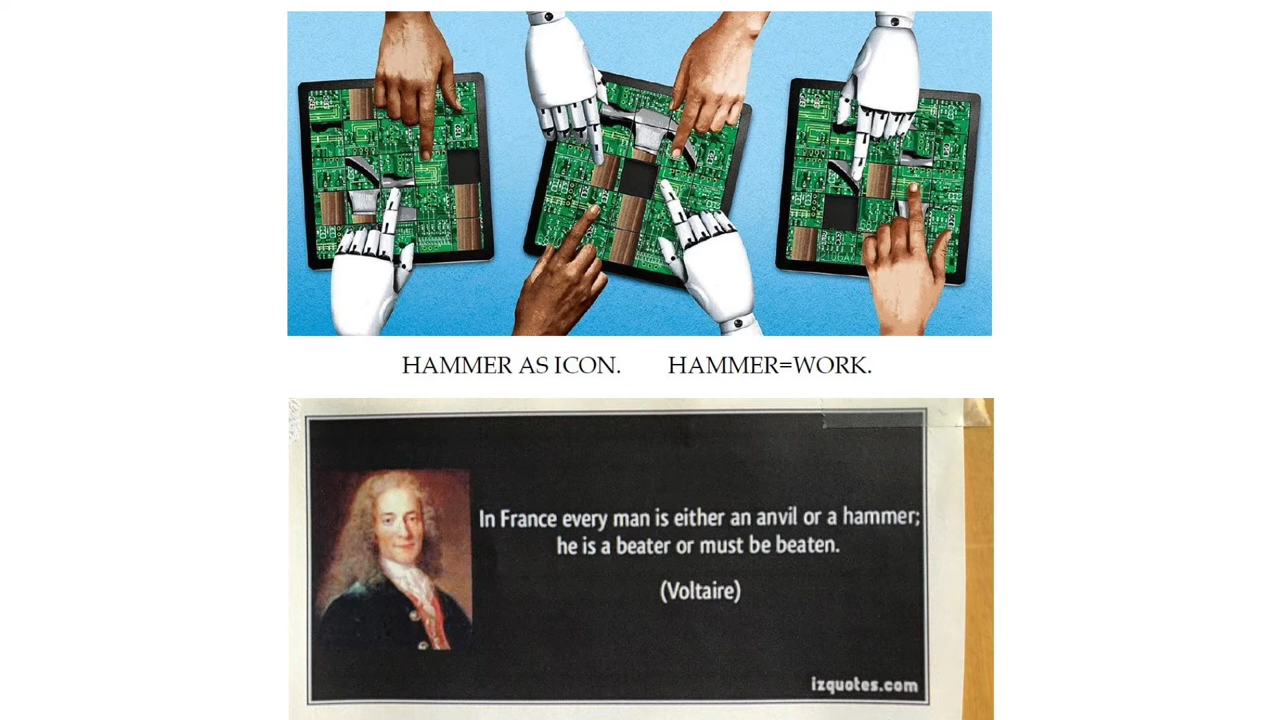 HAMMER AS ICON. HAMMER=WORK.
In France every man is either an anvil or a hammer;
he is a beater or must be beaten.
(Voltaire)
izquotes.com